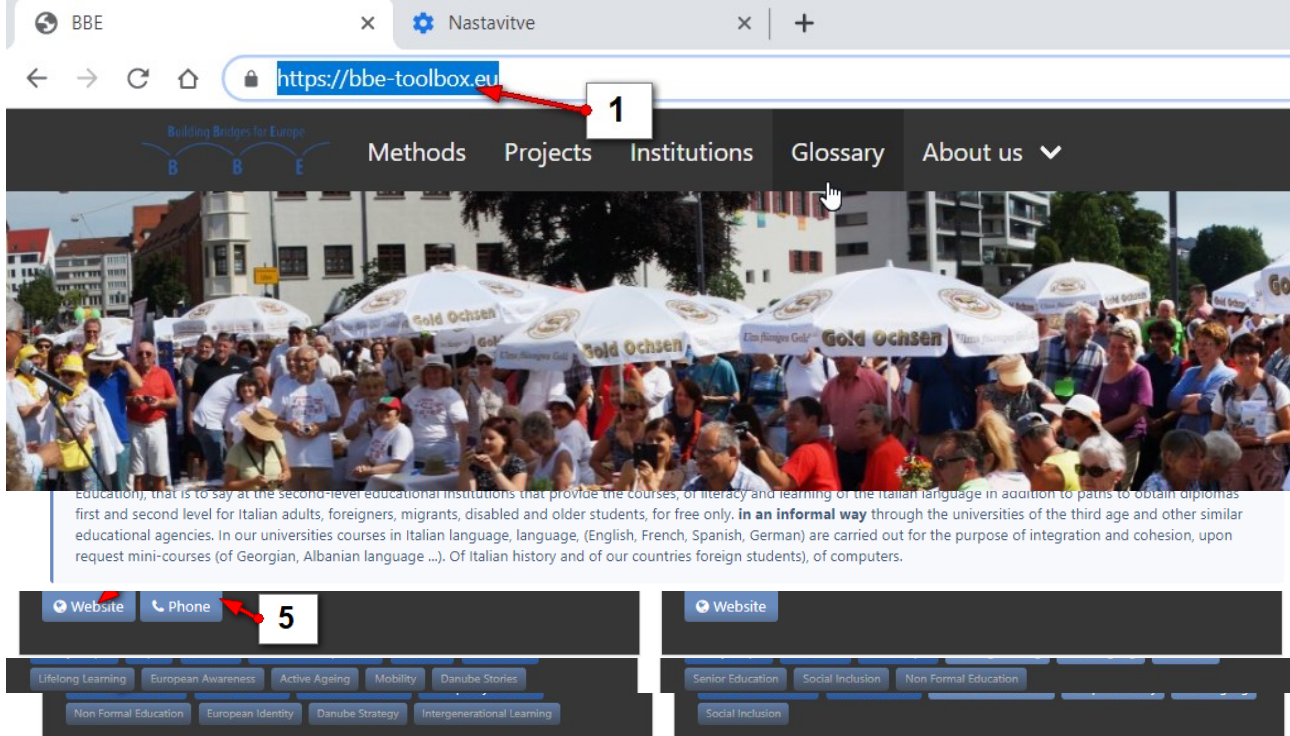 BBE
Nastavitve
https://bbe-toolbox.eu
1
Building Bridges for Europe
B B E
Methods Projects Institutions Glossary About us
Gold Ochsen
Gold Ochsen
Gold Ochsen
Education), that is to say at the second-level educational institutions that provide the courses, of literacy and learning of the Italian language in addition to paths to obtain diplomas
first and second level for Italian adults, foreigners, migrants, disabled and older students, for free only. in an informal way through the universities of the third age and other similar
educational agencies. In our universities courses in Italian language, language, (English, French, Spanish, German) are carried out for the purpose of integration and cohesion, upon
request mini-courses (of Georgian, Albanian language ...). Of Italian history and of our countries foreign students), of computers.
Website Phone 5 Website
Lifelong Learning European Awareness Active Ageing Mobility Danube Stories Senior Education Social Inclusion Non Formal Education
Non Formal Education European Identity Danube Strategy Intergenerational Learning Social Inclusion